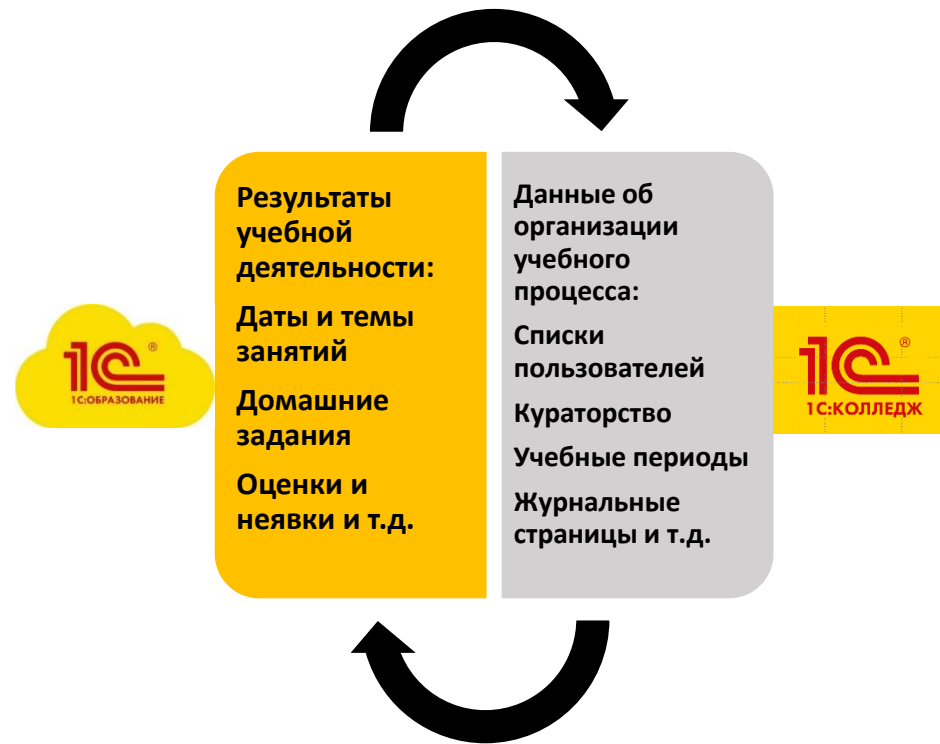 Результаты
учебной
деятельности:
Даты и темы
занятий
Домашние
задания
Оценки и
неявки и т.д.
Данные об
организации
учебного
процесса:
Списки
пользователей
Кураторство
Учебные периоды
Журнальные
страницы и т.д.
1С®
1С:ОБРАЗОВАНИЕ
1С®
1С:КОЛЛЕДЖ